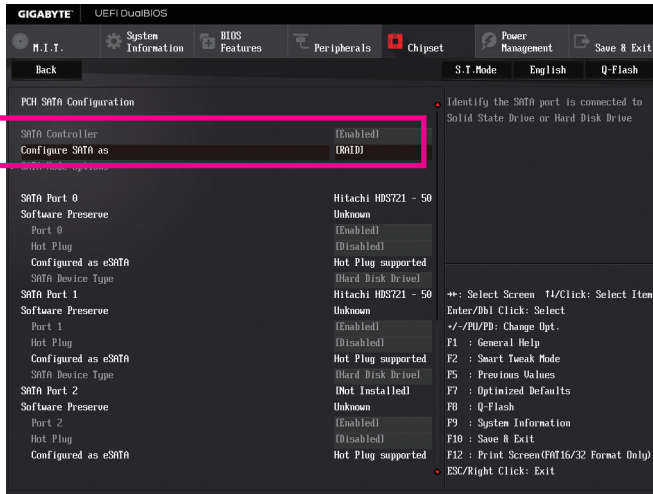 GIGABYTE™ UEFI DualBIOS
M.I.T.
System Information
BIOS Features
Peripherals
Chipset
Power Management
Save & Exit
Back
S.T.Mode English Q-Flash
PCH SATA Configuration
SATA Controller [Enabled]
Configure SATA as [RAID]
SATA Mode options
SATA Port 0 Hitachi HDS721 - 50
Software Preserve Unknown
Port 0 [Enabled]
Hot Plug [Disabled]
Configured as eSATA Hot Plug supported
SATA Device Type [Hard Disk Drive]
SATA Port 1 Hitachi HDS721 - 50
Software Preserve Unknown
Port 1 [Enabled]
Hot Plug [Disabled]
Configured as eSATA Hot Plug supported
SATA Device Type [Hard Disk Drive]
SATA Port 2 [Not Installed]
Software Preserve Unknown
Port 2 [Enabled]
Hot Plug [Disabled]
Configured as eSATA Hot Plug supported
Identify the SATA port is connected to
Solid State Drive or Hard Disk Drive
→←: Select Screen ↑↓/Click: Select Item
Enter/Dbl Click: Select
+/-/PU/PD: Change Opt.
F1 : General Help
F2 : Smart Tweak Mode
F5 : Previous Values
F7 : Optimized Defaults
F8 : Q-Flash
F9 : System Information
F10 : Save & Exit
F12 : Print Screen(FAT16/32 Format Only)
ESC/Right Click: Exit